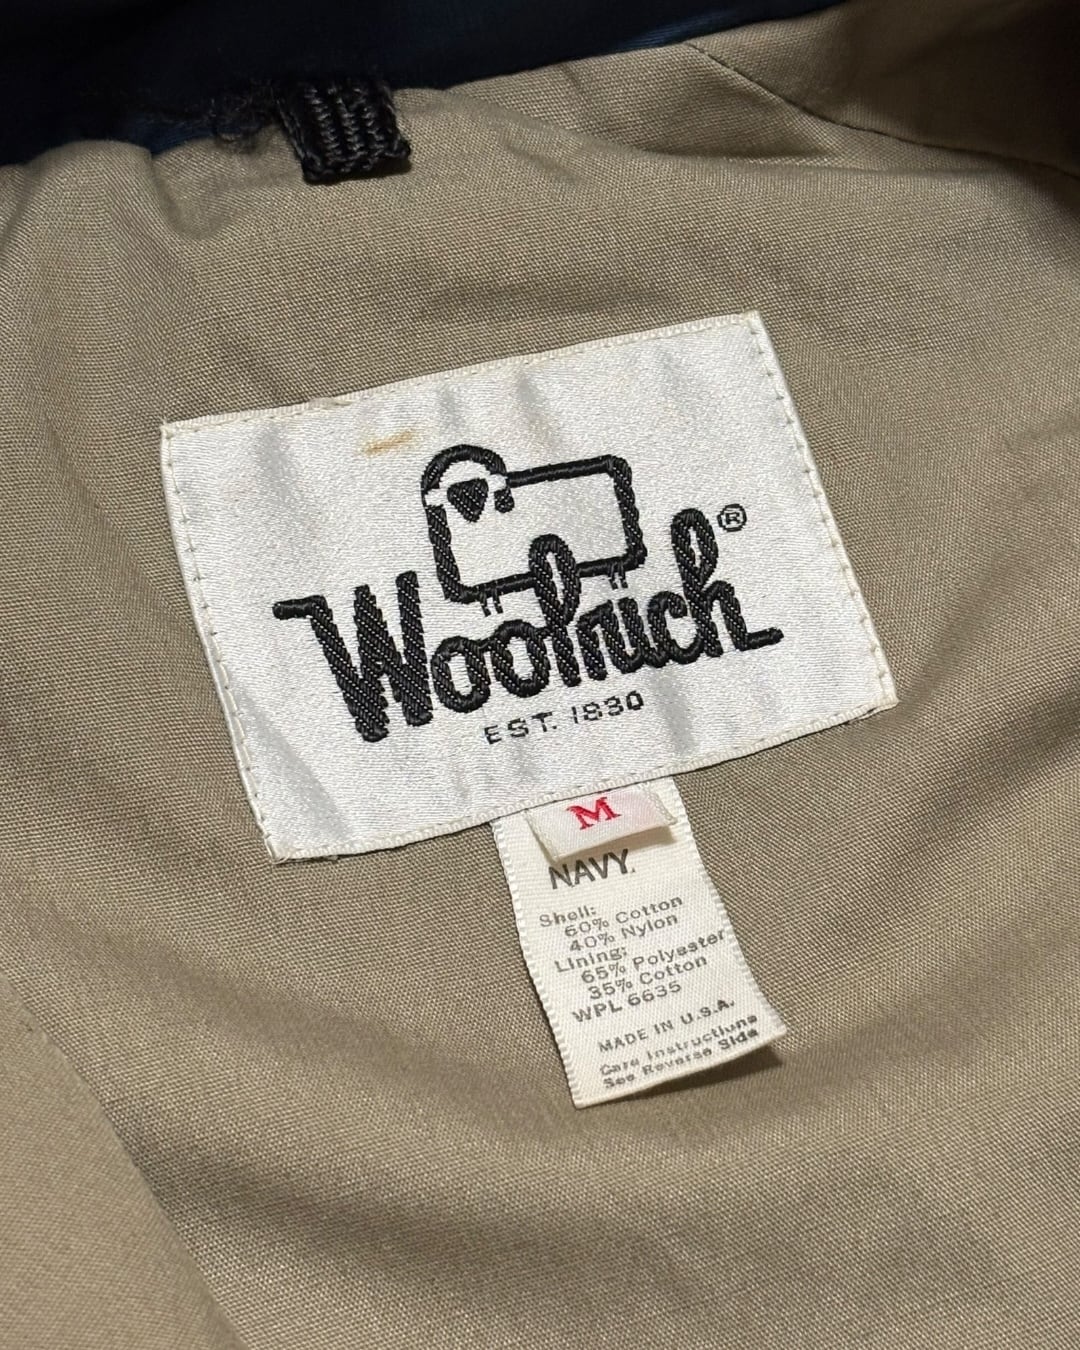 Woolrich®
EST. 1830
M
NAVY.
Shell:
60% Cotton
40% Nylon
Lining:
65% Polyester
35% Cotton
WPL 6635
MADE IN U.S.A.
Care Instructions
See Reverse Side